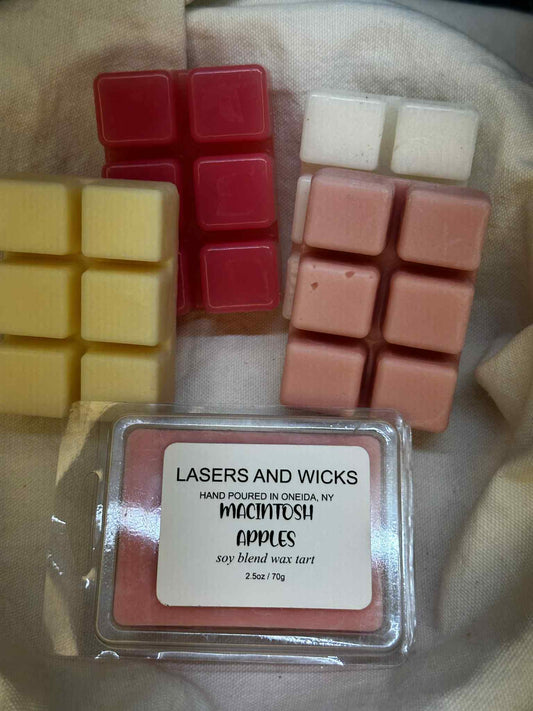 LASERS AND WICKS
HAND POURED IN ONEIDA, NY
MACINTOSH
APPLES
soy blend wax tart
2.5oz / 70g